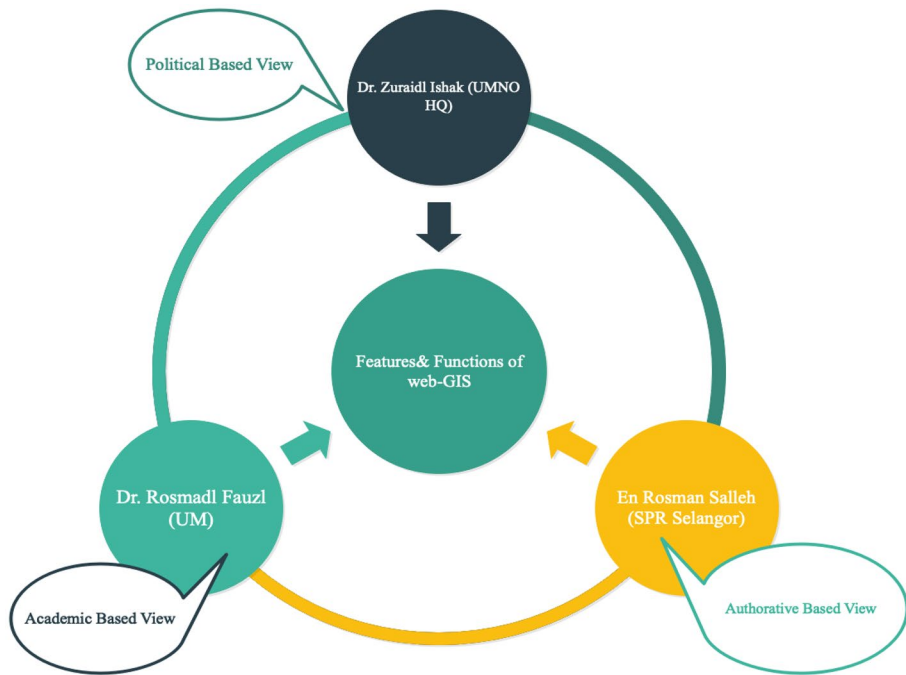 Political Based View
Dr. Zuraidl Ishak (UMNO
HQ)
Features& Functions of
web-GIS
Dr. Rosmadl Fauzl
(UM)
En Rosman Salleh
(SPR Selangor)
Academic Based View
Authorative Based View